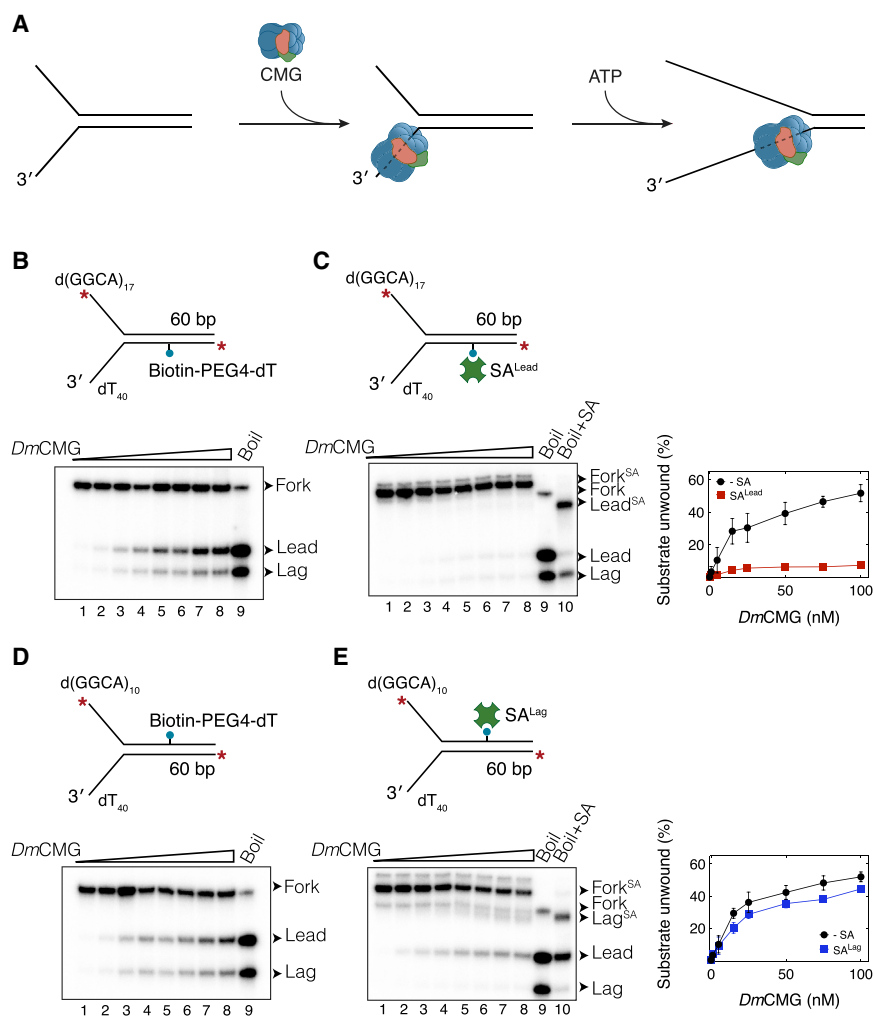 A
CMG
ATP
3′
3′
3′
B
d(GGCA)17
60 bp
Biotin-PEG4-dT
3′
dT40
DmCMG
Boil
Fork
Lead
Lag
1 2 3 4 5 6 7 8 9
C
d(GGCA)17
60 bp
SALead
3′
dT40
DmCMG
Boil
Boil+SA
ForkSA
Fork
LeadSA
Lead
Lag
1 2 3 4 5 6 7 8 9 10
Substrate unwound (%)
60
40
20
- SA
SALead
0 50 100
DmCMG (nM)
D
d(GGCA)10
Biotin-PEG4-dT
60 bp
3′
dT40
DmCMG
Boil
Fork
Lead
Lag
1 2 3 4 5 6 7 8 9
E
d(GGCA)10
SALag
60 bp
3′
dT40
DmCMG
Boil
Boil+SA
ForkSA
Fork
LagSA
Lead
Lag
1 2 3 4 5 6 7 8 9 10
Substrate unwound (%)
60
40
20
- SA
SALag
0 50 100
DmCMG (nM)